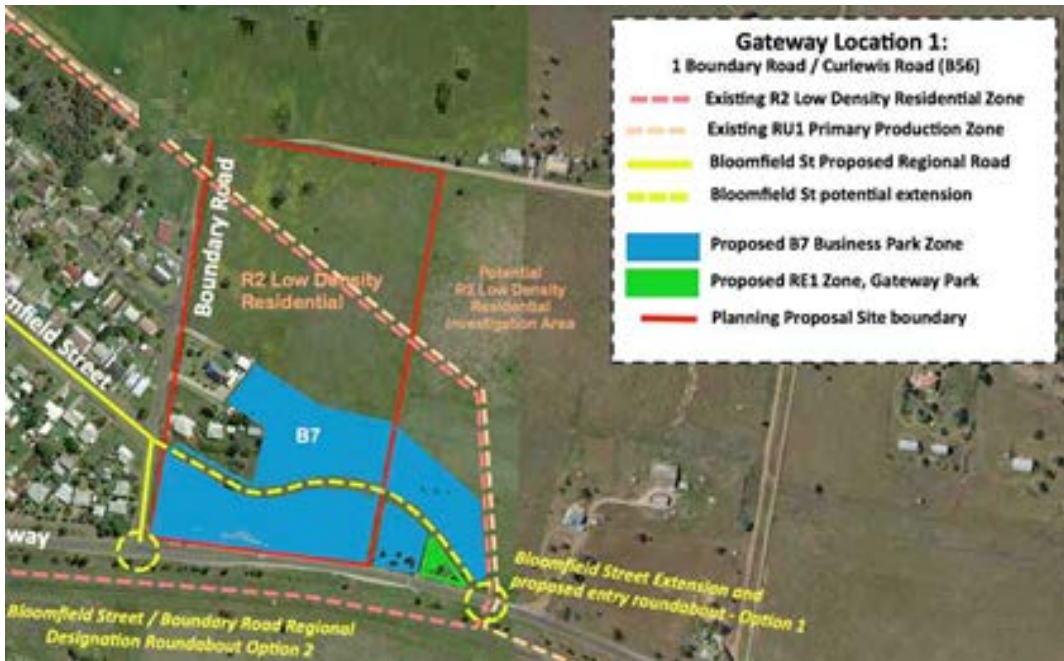 Gateway Location 1:
1 Boundary Road / Curlewis Road (B56)
Existing R2 Low Density Residential Zone
Existing RU1 Primary Production Zone
Bloomfield St Proposed Regional Road
Bloomfield St potential extension
Proposed B7 Business Park Zone
Proposed RE1 Zone, Gateway Park
Planning Proposal Site boundary
Boundary Road
R2 Low Density
Residential
Potential
R2 Low Density
Residential
Investigation Area
mfield Street
B7
way
Bloomfield Street Extension and
proposed entry roundabout - Option 1
Bloomfield Street / Boundary Road Regional
Designation Roundabout Option 2